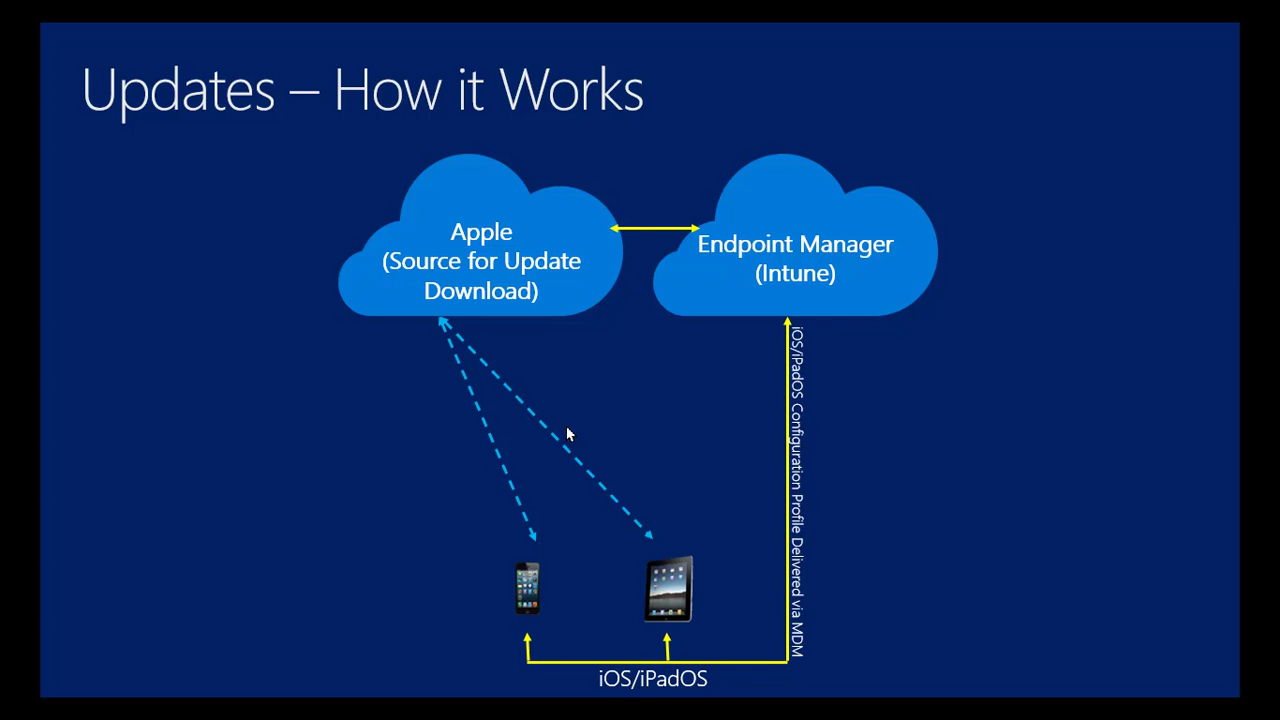 Updates – How it Works
Apple
(Source for Update
Download)
Endpoint Manager
(Intune)
iOS/iPadOS Configuration Profile Delivered via MDM
iOS/iPadOS